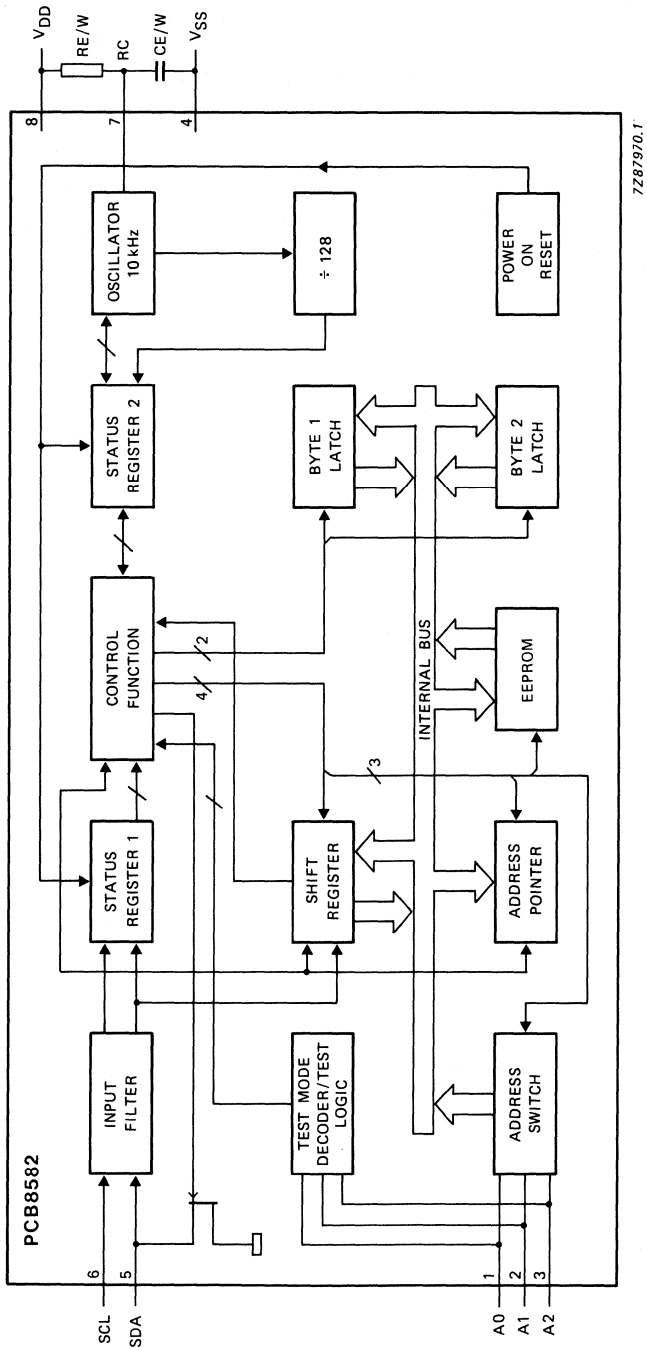 PCB8582
SCL
6
SDA
5
INPUT
FILTER
STATUS
REGISTER 1
CONTROL
FUNCTION
STATUS
REGISTER 2
OSCILLATOR
10 kHz
8
VDD
RE/W
7
RC
CE/W
4
VSS
2
4
3
TEST MODE
DECODER/TEST
LOGIC
SHIFT
REGISTER
BYTE 1
LATCH
÷ 128
INTERNAL BUS
A0
1
A1
2
A2
3
ADDRESS
SWITCH
ADDRESS
POINTER
EEPROM
BYTE 2
LATCH
POWER
ON
RESET
7Z87970.1